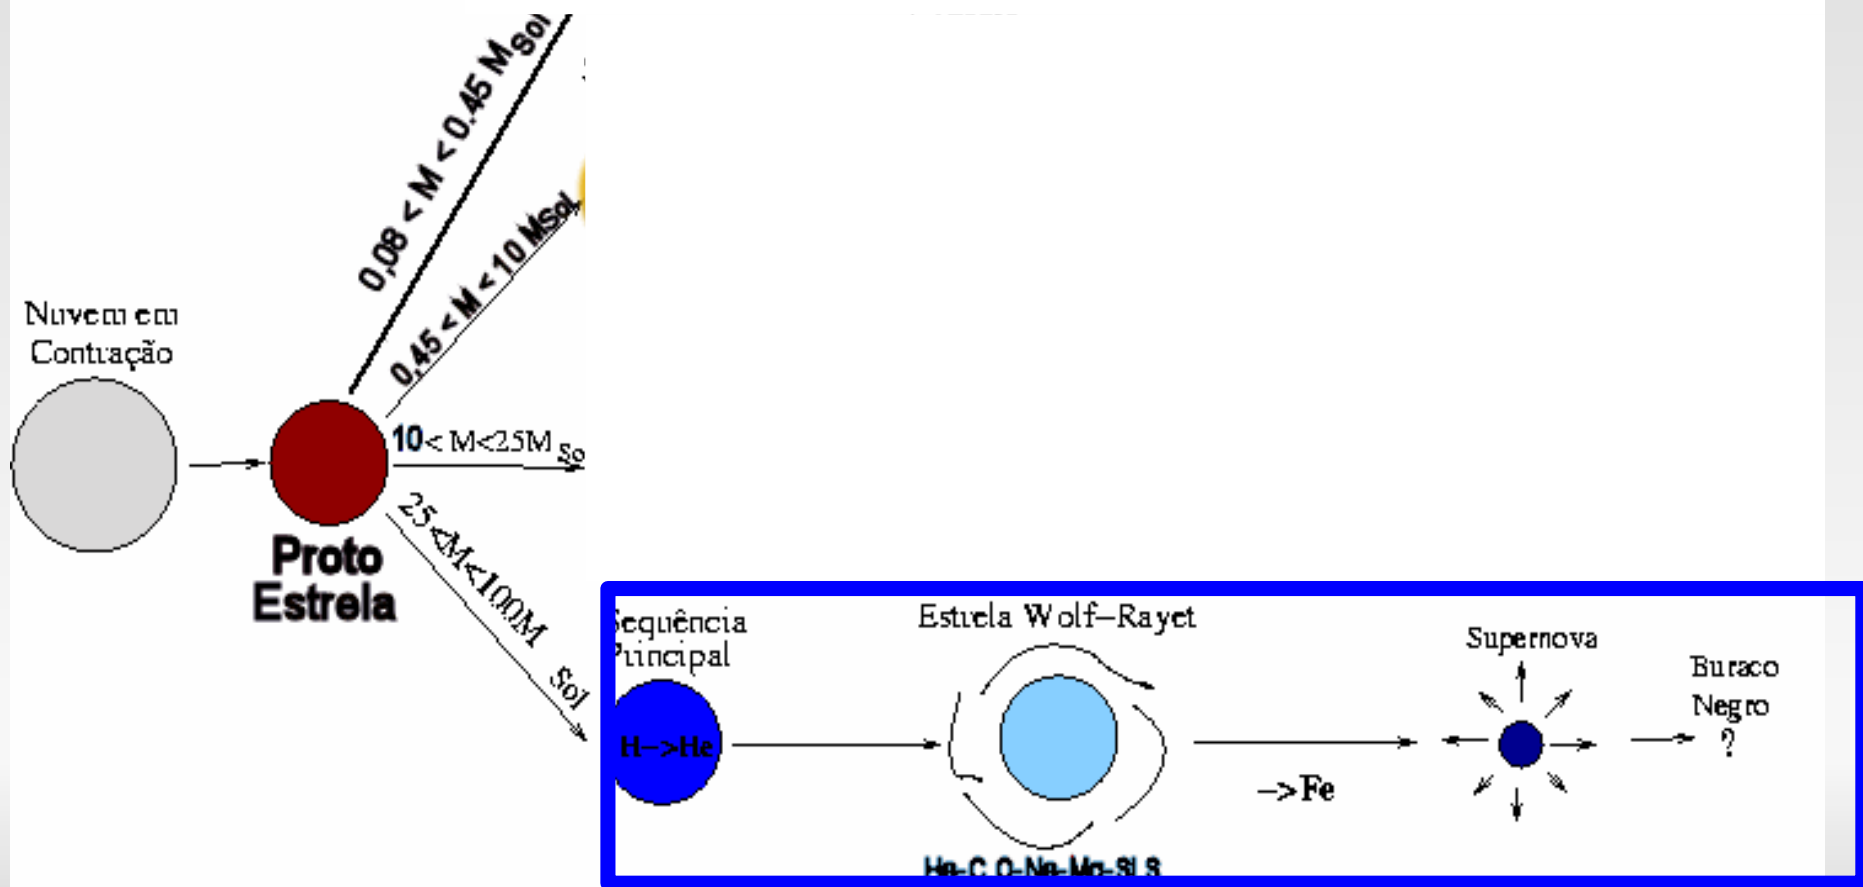 0,08 < M < 0.45 MSol
0,45 < M < 10 MSol
Nuvem em
Contração
10< M<25M So
25<M<100M Sol
Proto
Estrela
Sequência
Principal
H->He
Estrela Wolf-Rayet
->Fe
Supernova
Buraco
Negro
?